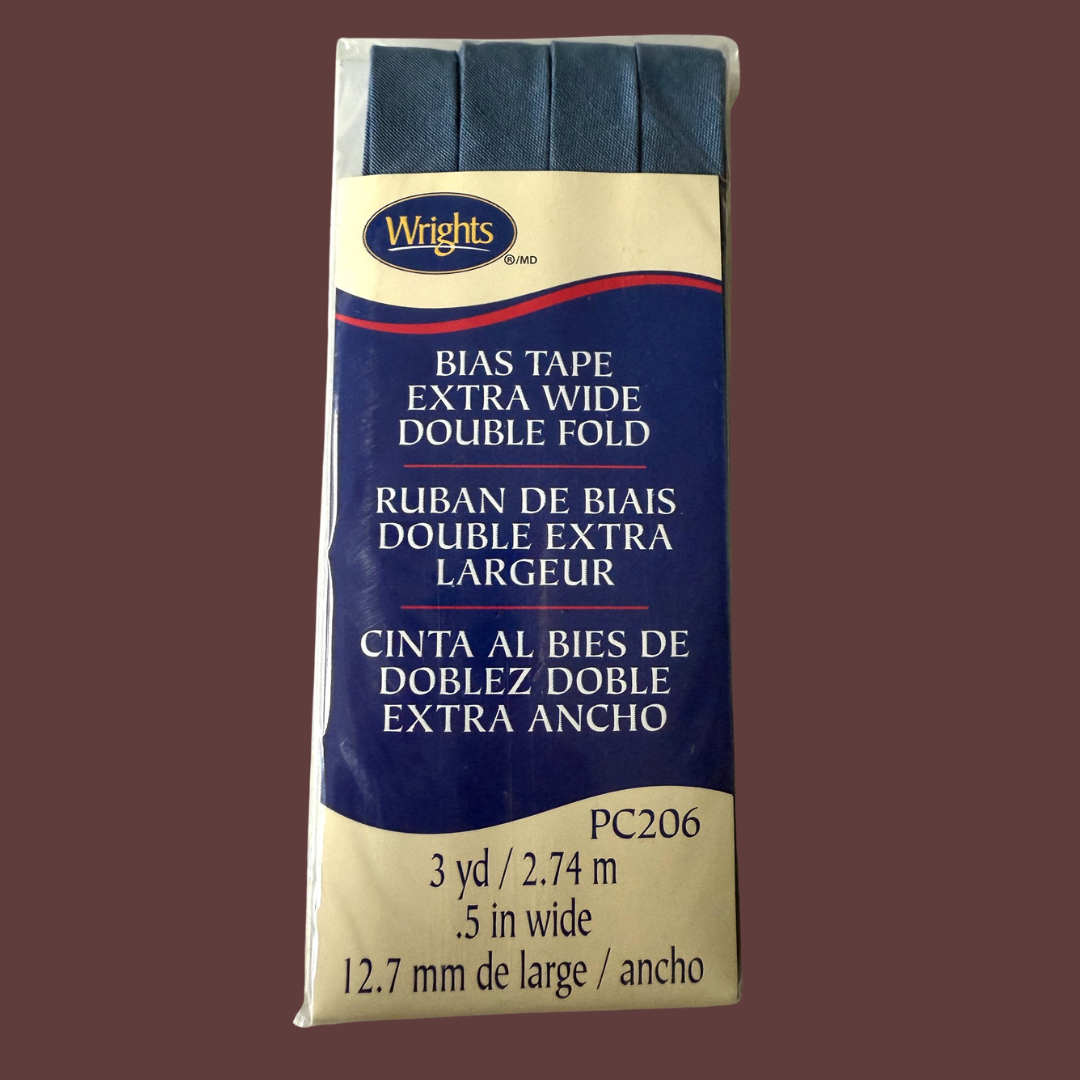 Wrights
®/MD
BIAS TAPE
EXTRA WIDE
DOUBLE FOLD
RUBAN DE BIAIS
DOUBLE EXTRA
LARGEUR
CINTA AL BIES DE
DOBLEZ DOBLE
EXTRA ANCHO
PC206
3 yd / 2.74 m
.5 in wide
12.7 mm de large / ancho